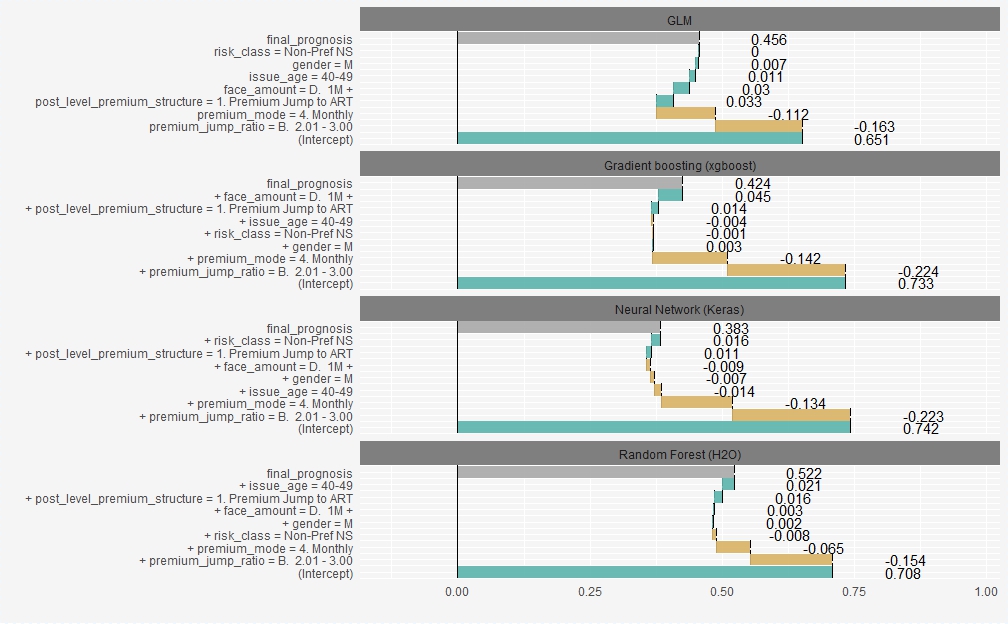 GLM
final_prognosis 0.456
risk_class = Non-Pref NS 0
gender = M 0.007
issue_age = 40-49 0.011
face_amount = D. 1M + 0.03
post_level_premium_structure = 1. Premium Jump to ART 0.033
premium_mode = 4. Monthly -0.112
premium_jump_ratio = B. 2.01 - 3.00 -0.163
(Intercept) 0.651
Gradient boosting (xgboost)
final_prognosis 0.424
+ face_amount = D. 1M + 0.045
+ post_level_premium_structure = 1. Premium Jump to ART 0.014
+ issue_age = 40-49 -0.004
+ risk_class = Non-Pref NS -0.001
+ gender = M 0.003
+ premium_mode = 4. Monthly -0.142
+ premium_jump_ratio = B. 2.01 - 3.00 -0.224
(Intercept) 0.733
Neural Network (Keras)
final_prognosis 0.383
+ risk_class = Non-Pref NS 0.016
+ post_level_premium_structure = 1. Premium Jump to ART 0.011
+ face_amount = D. 1M + -0.009
+ gender = M -0.007
+ issue_age = 40-49 -0.014
+ premium_mode = 4. Monthly -0.134
+ premium_jump_ratio = B. 2.01 - 3.00 -0.223
(Intercept) 0.742
Random Forest (H2O)
final_prognosis 0.522
+ issue_age = 40-49 0.021
+ post_level_premium_structure = 1. Premium Jump to ART 0.016
+ face_amount = D. 1M + 0.003
+ gender = M 0.002
+ risk_class = Non-Pref NS -0.008
+ premium_mode = 4. Monthly -0.065
+ premium_jump_ratio = B. 2.01 - 3.00 -0.154
(Intercept) 0.708
0.00 0.25 0.50 0.75 1.00